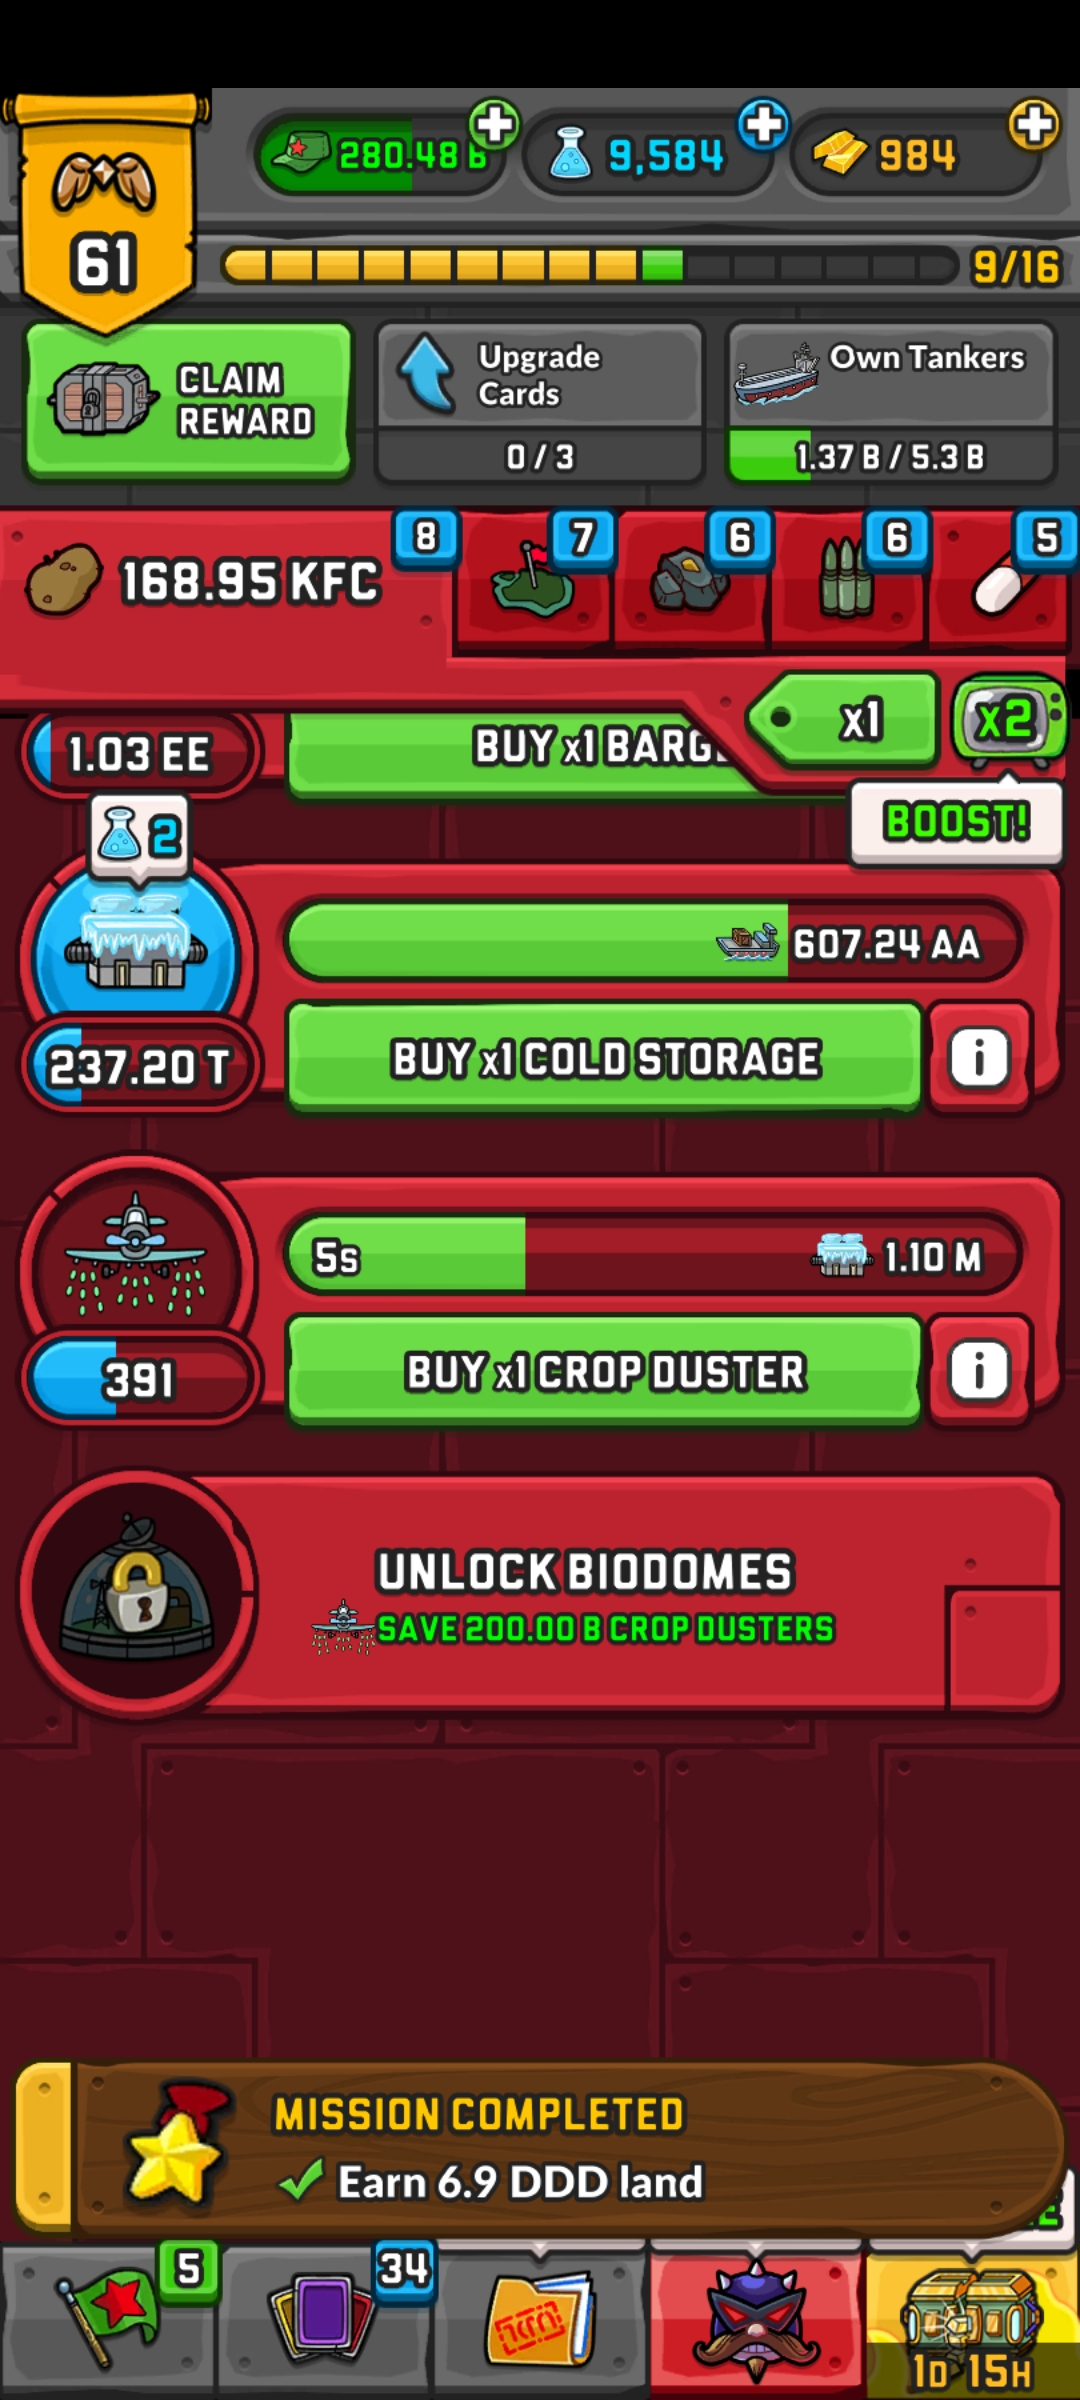 280.48 B
9,584
984
61
9/16
CLAIM
REWARD
Upgrade
Cards
0 / 3
Own Tankers
1.37 B / 5.3 B
168.95 KFC
8
7
6
6
5
x1
x2
1.03 EE
BUY x1
BOOST!
2
607.24 AA
237.20 T
BUY x1 COLD STORAGE
i
5s
1.10 M
391
BUY x1 CROP DUSTER
i
UNLOCK BIODOMES
SAVE 200.00 B CROP DUSTERS
MISSION COMPLETED
Earn 6.9 DDD land
5
34
1D 15H